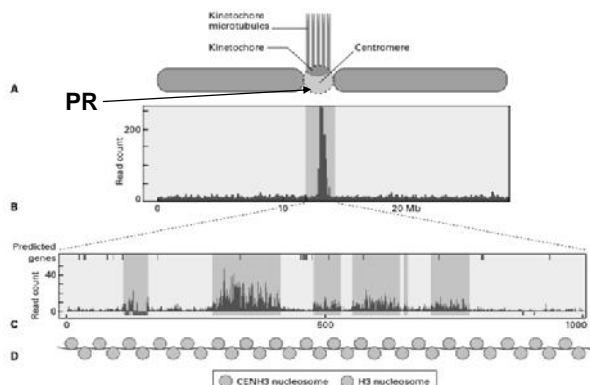 Kinetochore
microtubules
Kinetochore
Centromere
A
PR
200
Read count
0
B
0
10
20 Mb
Predicted
genes
40
Read count
0
C
0
500
1000
D
CENH3 nucleosome
H3 nucleosome